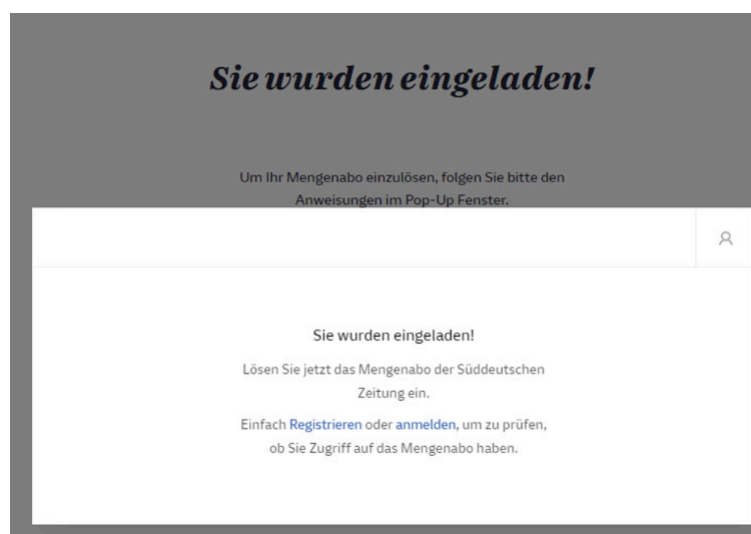 Sie wurden eingeladen!
Um Ihr Mengenabo einzulösen, folgen Sie bitte den
Anweisungen im Pop-Up Fenster.
Sie wurden eingeladen!
Lösen Sie jetzt das Mengenabo der Süddeutschen
Zeitung ein.
Einfach Registrieren oder anmelden, um zu prüfen,
ob Sie Zugriff auf das Mengenabo haben.